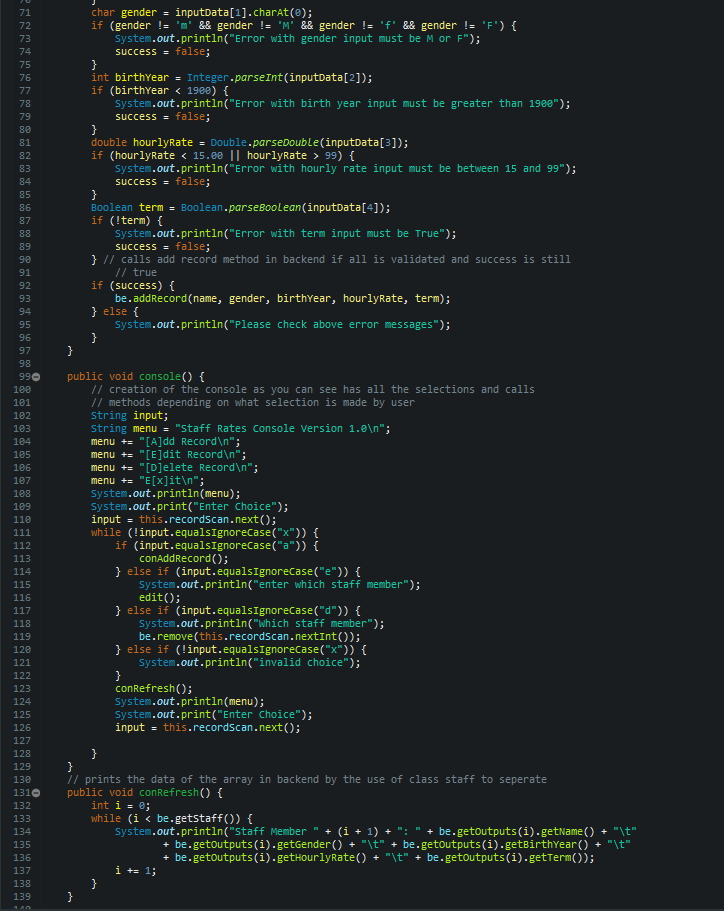 71 char gender = inputData[1].charAt(0);
72 if (gender != 'm' && gender != 'M' && gender != 'f' && gender != 'F') {
73 System.out.println("Error with gender input must be M or F");
74 success = false;
75 }
76 int birthYear = Integer.parseInt(inputData[2]);
77 if (birthYear < 1900) {
78 System.out.println("Error with birth year input must be greater than 1900");
79 success = false;
80 }
81 double hourlyRate = Double.parseDouble(inputData[3]);
82 if (hourlyRate < 15.00 || hourlyRate > 99) {
83 System.out.println("Error with hourly rate input must be between 15 and 99");
84 success = false;
85 }
86 Boolean term = Boolean.parseBoolean(inputData[4]);
87 if (!term) {
88 System.out.println("Error with term input must be True");
89 success = false;
90 } // calls add record method in backend if all is validated and success is still
91 // true
92 if (success) {
93 be.addRecord(name, gender, birthYear, hourlyRate, term);
94 } else {
95 System.out.println("Please check above error messages");
96 }
97 }
98
99 public void console() {
100 // creation of the console as you can see has all the selections and calls
101 // methods depending on what selection is made by user
102 String input;
103 String menu = "Staff Rates Console Version 1.0\n";
104 menu += "[A]dd Record\n";
105 menu += "[E]dit Record\n";
106 menu += "[D]elete Record\n";
107 menu += "E[x]it\n";
108 System.out.println(menu);
109 System.out.print("Enter Choice");
110 input = this.recordScan.next();
111 while (!input.equalsIgnoreCase("x")) {
112 if (input.equalsIgnoreCase("a")) {
113 conAddRecord();
114 } else if (input.equalsIgnoreCase("e")) {
115 System.out.println("enter which staff member");
116 edit();
117 } else if (input.equalsIgnoreCase("d")) {
118 System.out.println("Which staff member");
119 be.remove(this.recordScan.nextInt());
120 } else if (!input.equalsIgnoreCase("x")) {
121 System.out.println("invalid choice");
122 }
123 conRefresh();
124 System.out.println(menu);
125 System.out.print("Enter Choice");
126 input = this.recordScan.next();
127
128 }
129 }
130 // prints the data of the array in backend by the use of class staff to seperate
131 public void conRefresh() {
132 int i = 0;
133 while (i < be.getStaff()) {
134 System.out.println("Staff Member " + (i + 1) + ": " + be.getOutputs(i).getName() + "\t"
135 + be.getOutputs(i).getGender() + "\t" + be.getOutputs(i).getBirthYear() + "\t"
136 + be.getOutputs(i).getHourlyRate() + "\t" + be.getOutputs(i).getTerm());
137 i += 1;
138 }
139 }